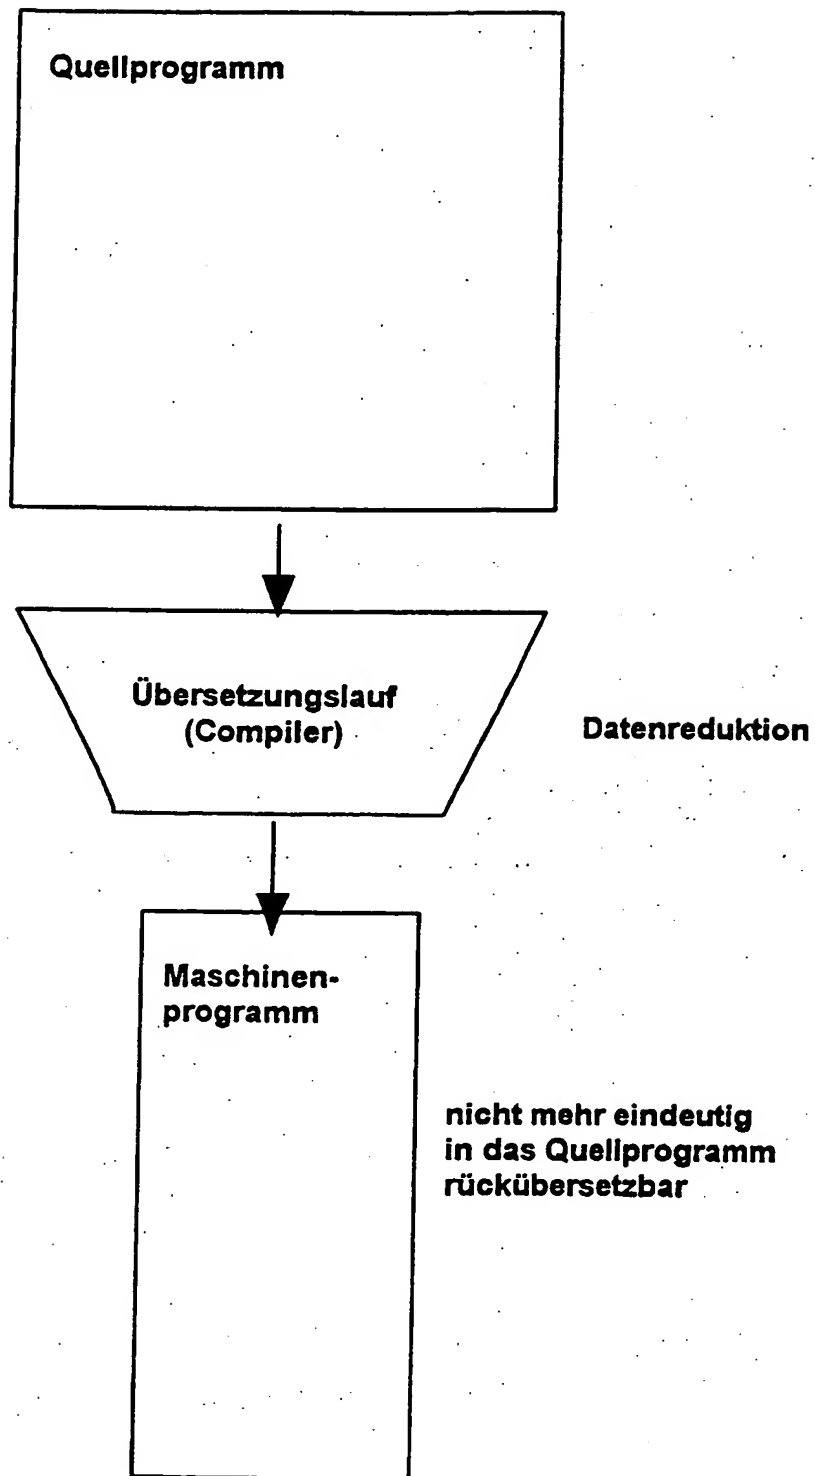 Quellprogramm
Übersetzungslauf
(Compiler)
Datenreduktion
Maschinen-
programm
nicht mehr eindeutig
in das Quellprogramm
rückübersetzbar